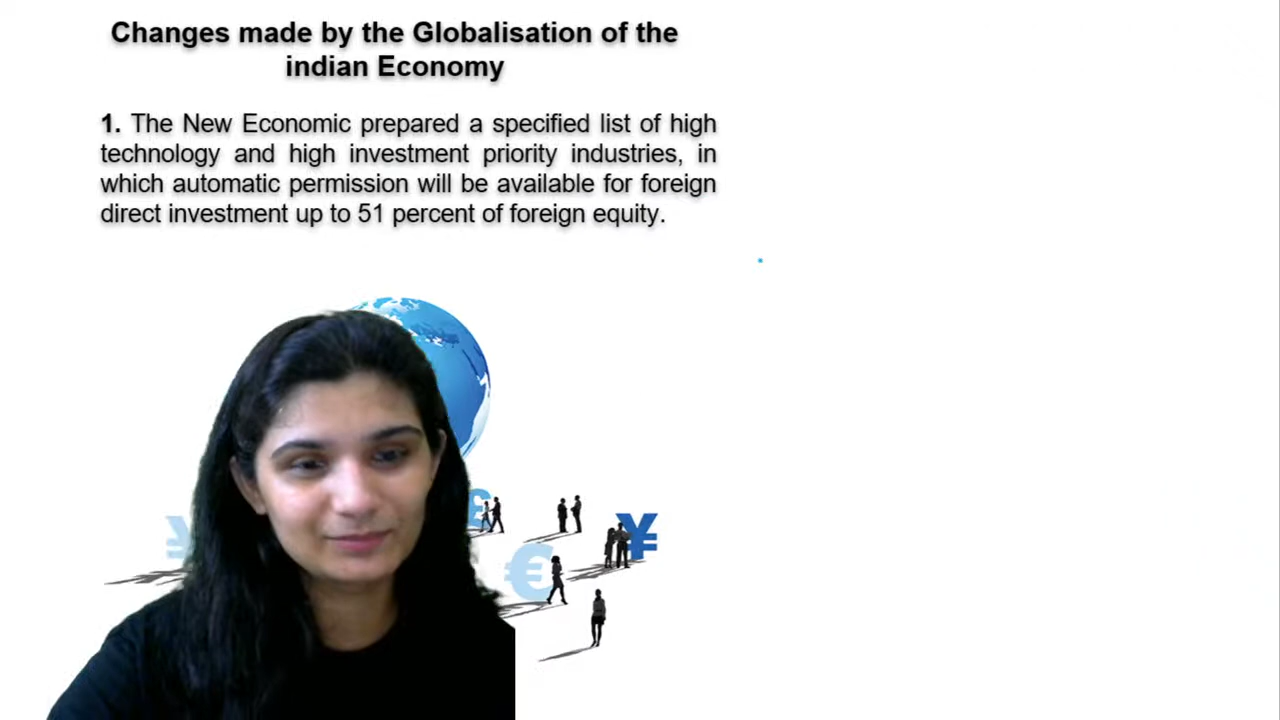 Changes made by the Globalisation of the
indian Economy
1. The New Economic prepared a specified list of high
technology and high investment priority industries, in
which automatic permission will be available for foreign
direct investment up to 51 percent of foreign equity.
¥
£
€
¥